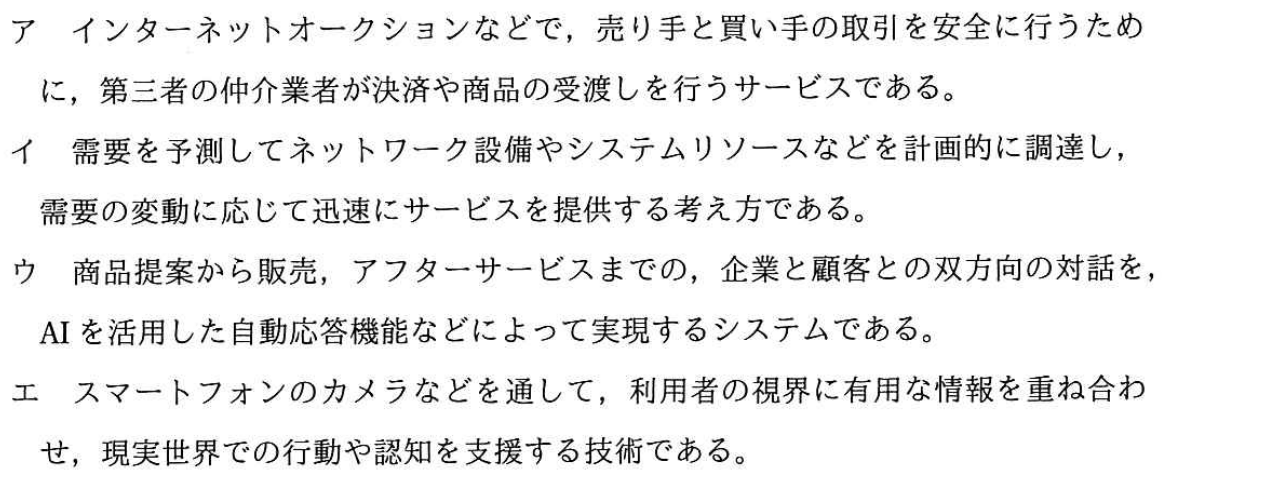 ア　インターネットオークションなどで，売り手と買い手の取引を安全に行うため
に，第三者の仲介業者が決済や商品の受渡しを行うサービスである。
イ　需要を予測してネットワーク設備やシステムリソースなどを計画的に調達し，
需要の変動に応じて迅速にサービスを提供する考え方である。
ウ　商品提案から販売，アフターサービスまでの，企業と顧客との双方向の対話を，
AIを活用した自動応答機能などによって実現するシステムである。
エ　スマートフォンのカメラなどを通して，利用者の視界に有用な情報を重ね合わ
せ，現実世界での行動や認知を支援する技術である。